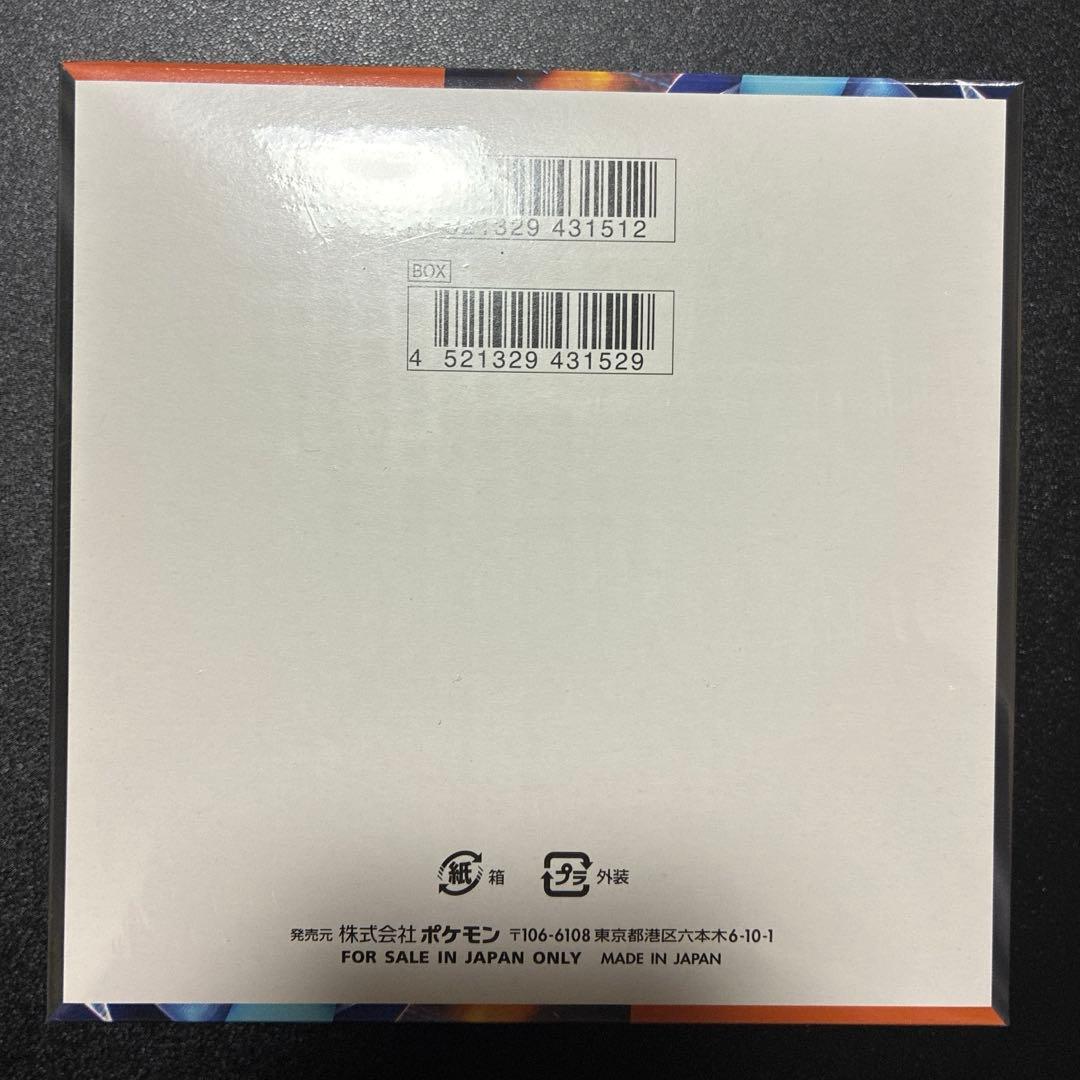 521329 431512
BOX
4 521329 431529
紙 箱 プラ 外装
発売元 株式会社 ポケモン 〒106-6108 東京都港区六本木6-10-1
FOR SALE IN JAPAN ONLY MADE IN JAPAN